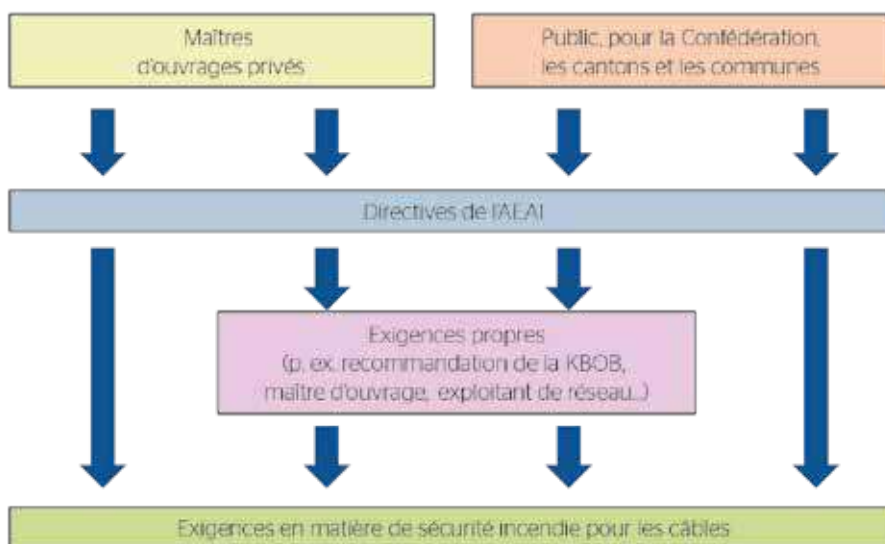 Maîtres
d'ouvrages privés
Public, pour la Confédération,
les cantons et les communes
Directives de l'AEAI
Exigences propres
(p. ex. recommandation de la KBOB,
maître d'ouvrage, exploitant de réseau...)
Exigences en matière de sécurité incendie pour les câbles